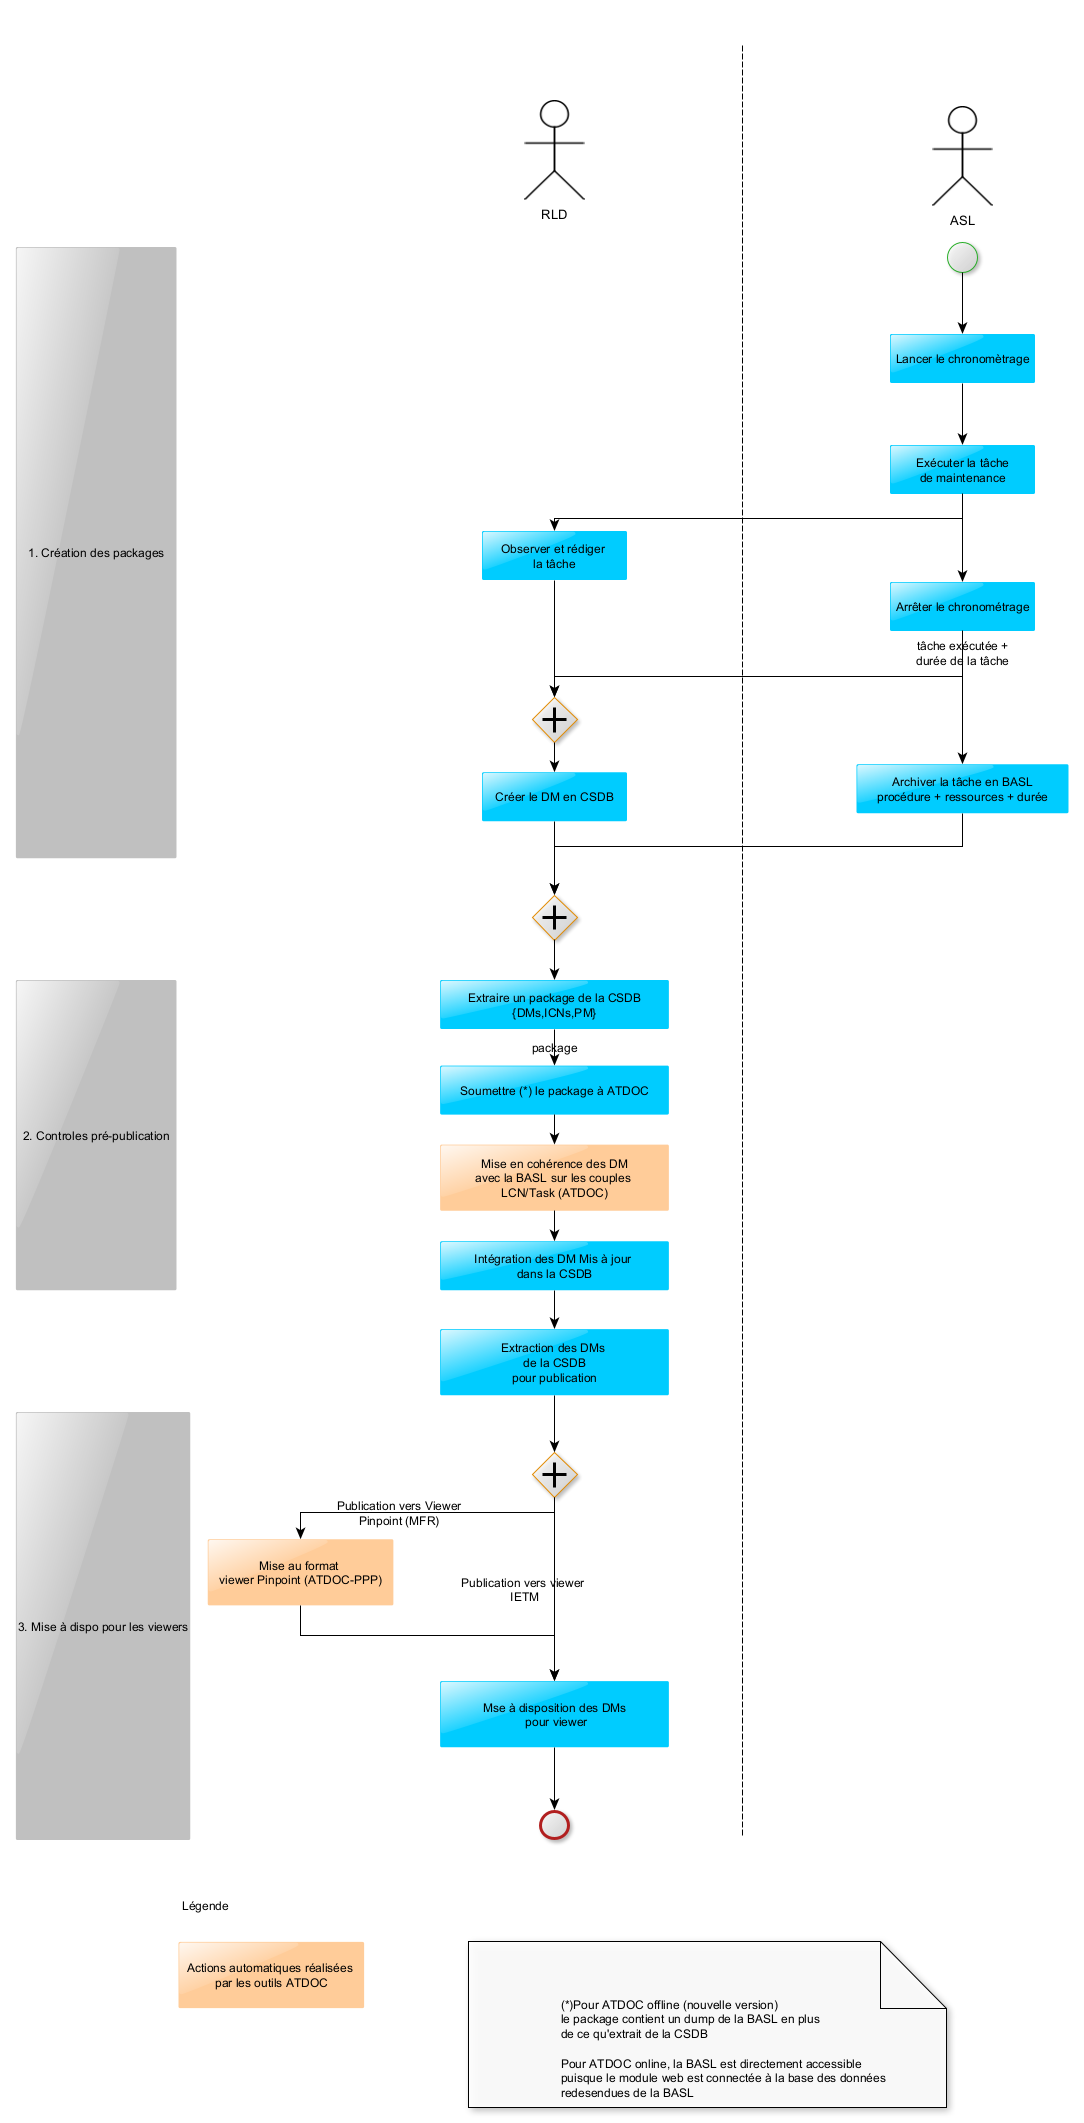 RLD
ASL
Lancer le chronomètrage
Exécuter la tâche
de maintenance
Observer et rédiger
la tâche
1. Création des packages
Arrêter le chronométrage
tâche exécutée +
durée de la tâche
Créer le DM en CSDB
Archiver la tâche en BASL
procédure + ressources + durée
Extraire un package de la CSDB
{DMs,ICNs,PM}
package
Soumettre (*) le package à ATDOC
2. Controles pré-publication
Mise en cohérence des DM
avec la BASL sur les couples
LCN/Task (ATDOC)
Intégration des DM Mis à jour
dans la CSDB
Extraction des DMs
de la CSDB
pour publication
Publication vers Viewer
Pinpoint (MFR)
Mise au format
viewer Pinpoint (ATDOC-PPP)
Publication vers viewer
IETM
3. Mise à dispo pour les viewers
Mse à disposition des DMs
pour viewer
Légende
Actions automatiques réalisées
par les outils ATDOC
(*)Pour ATDOC offline (nouvelle version)
le package contient un dump de la BASL en plus
de ce qu'extrait de la CSDB
Pour ATDOC online, la BASL est directement accessible
puisque le module web est connectée à la base des données
redesendues de la BASL